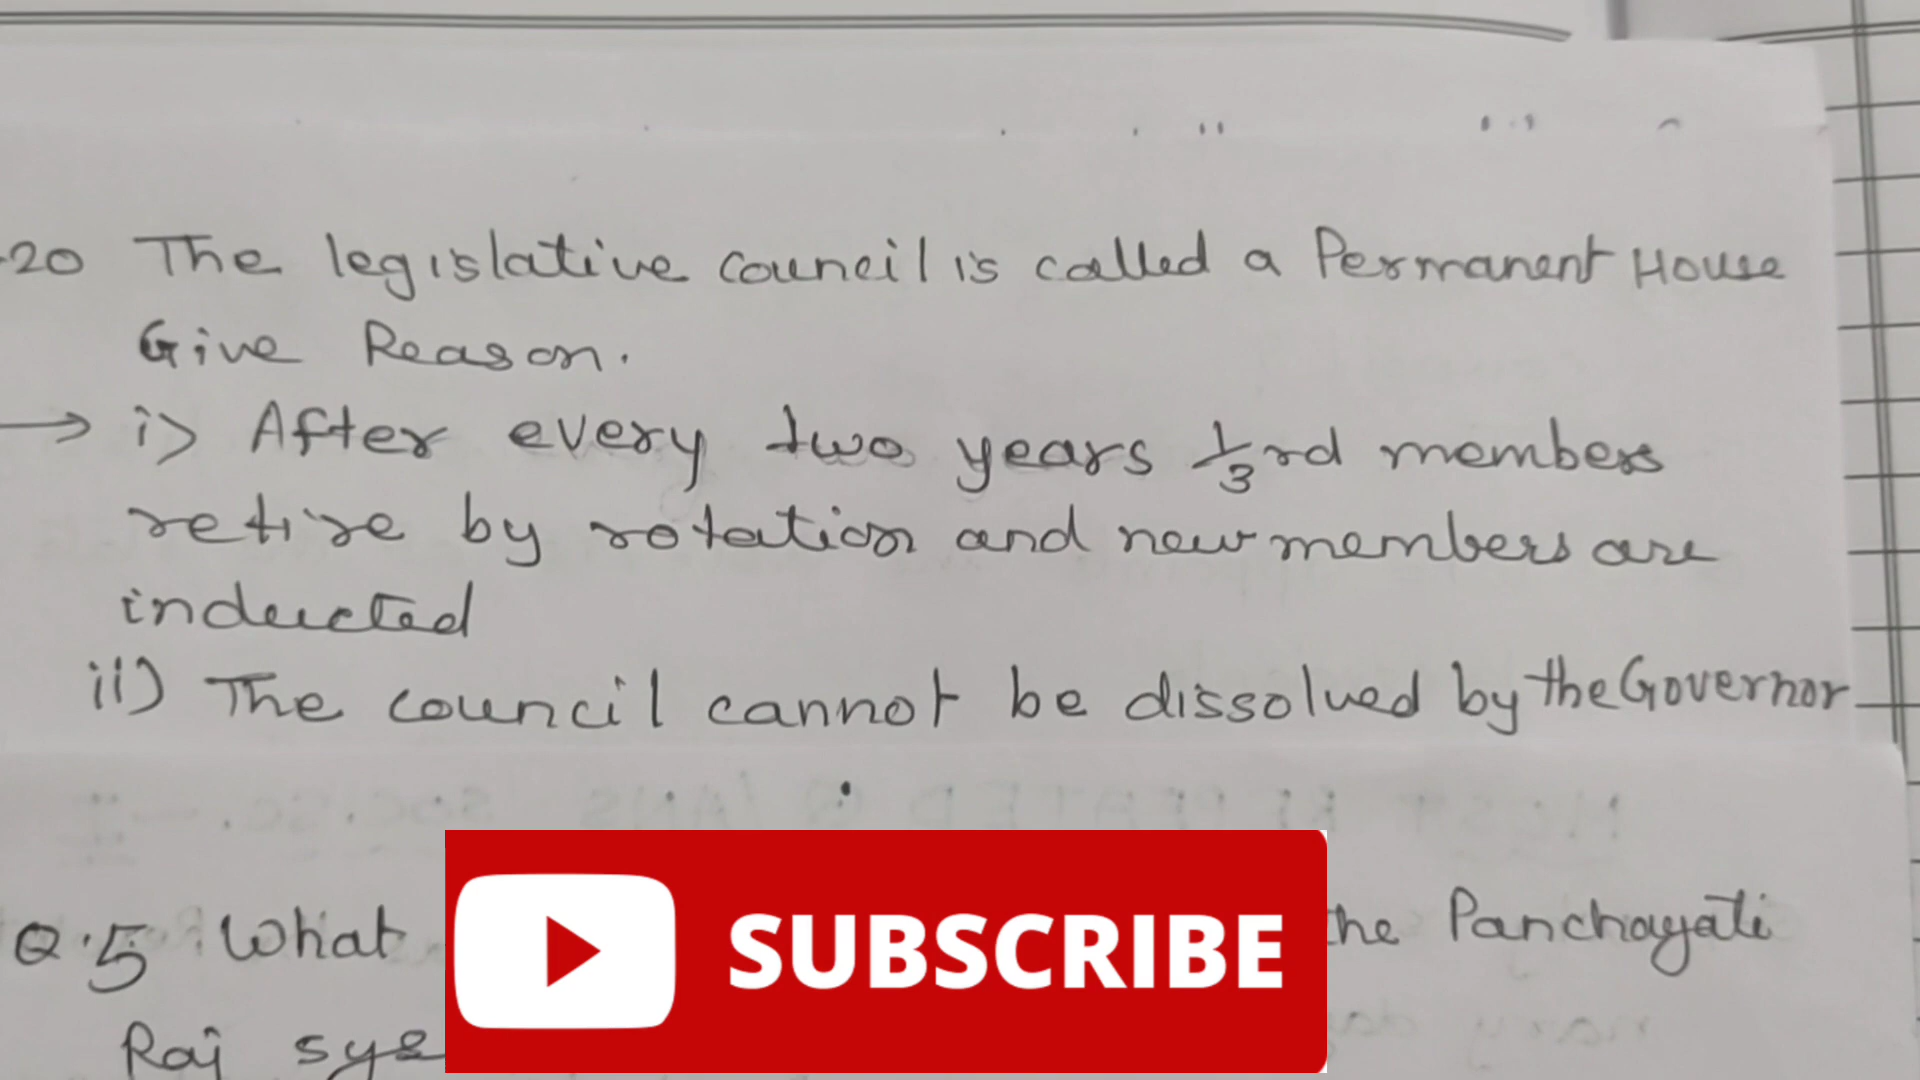 20 The legislative council is called a Permanent House
Give Reason.
→ i> After every two years 1/3rd members
retire by rotation and new members are
inducted
ii) The council cannot be dissolved by the Governor
Q.5 What
SUBSCRIBE
the Panchayati
Raj sys